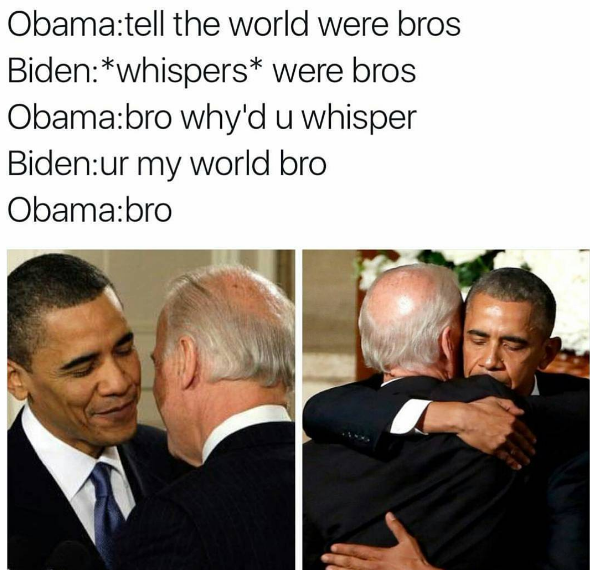 Obama:tell the world were bros
Biden:*whispers* were bros
Obama:bro why'd u whisper
Biden:ur my world bro
Obama:bro